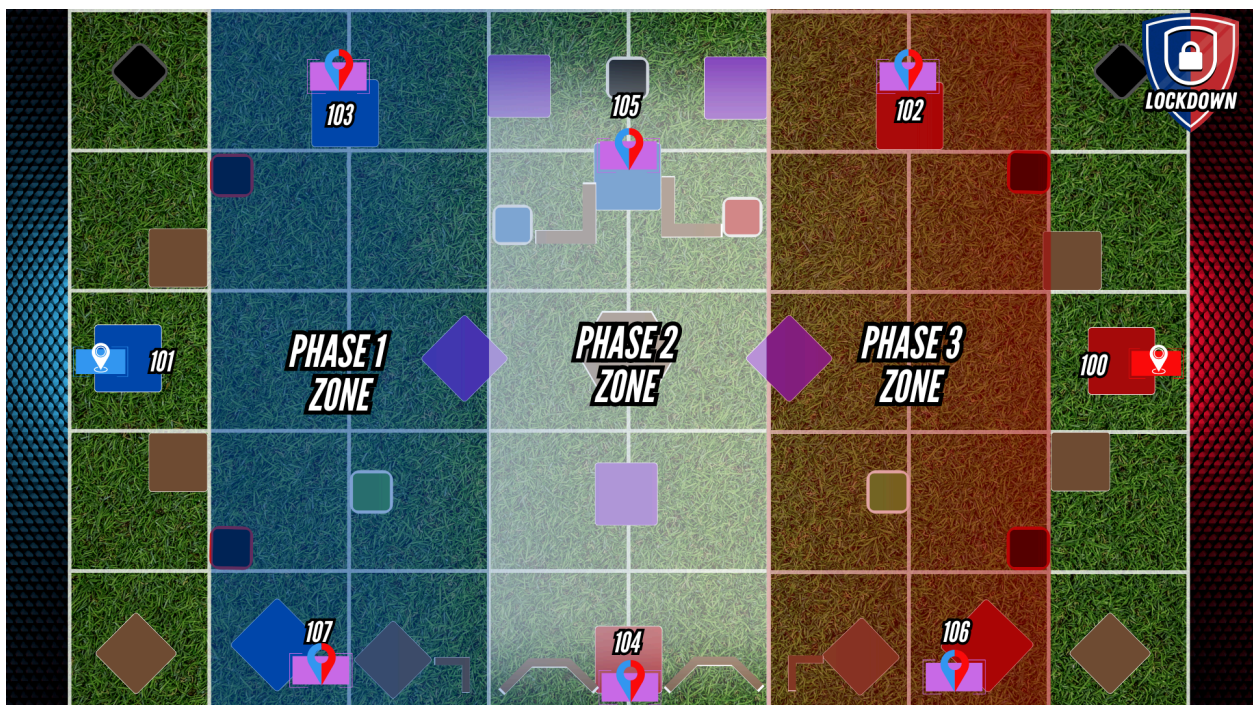 LOCKDOWN
103
105
102
101
PHASE 1
ZONE
PHASE 2
ZONE
PHASE 3
ZONE
100
107
104
106